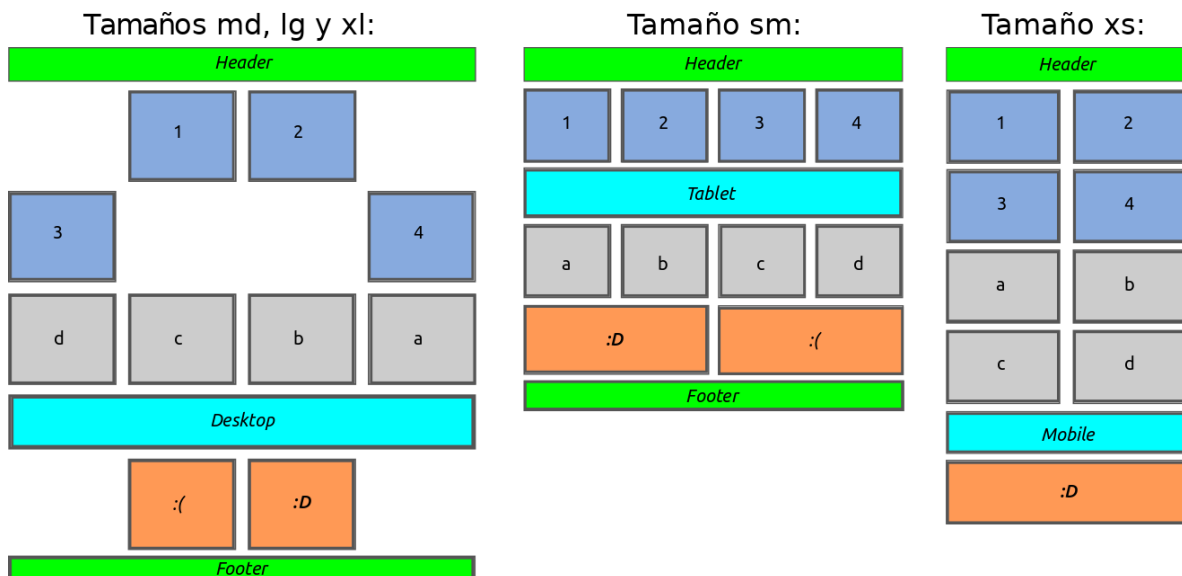 Tamaños md, lg y xl:
Header
1 2
3 4
d c b a
Desktop
:( :D
Footer
Tamaño sm:
Header
1 2 3 4
Tablet
a b c d
:D :(
Footer
Tamaño xs:
Header
1 2
3 4
a b
c d
Mobile
:D